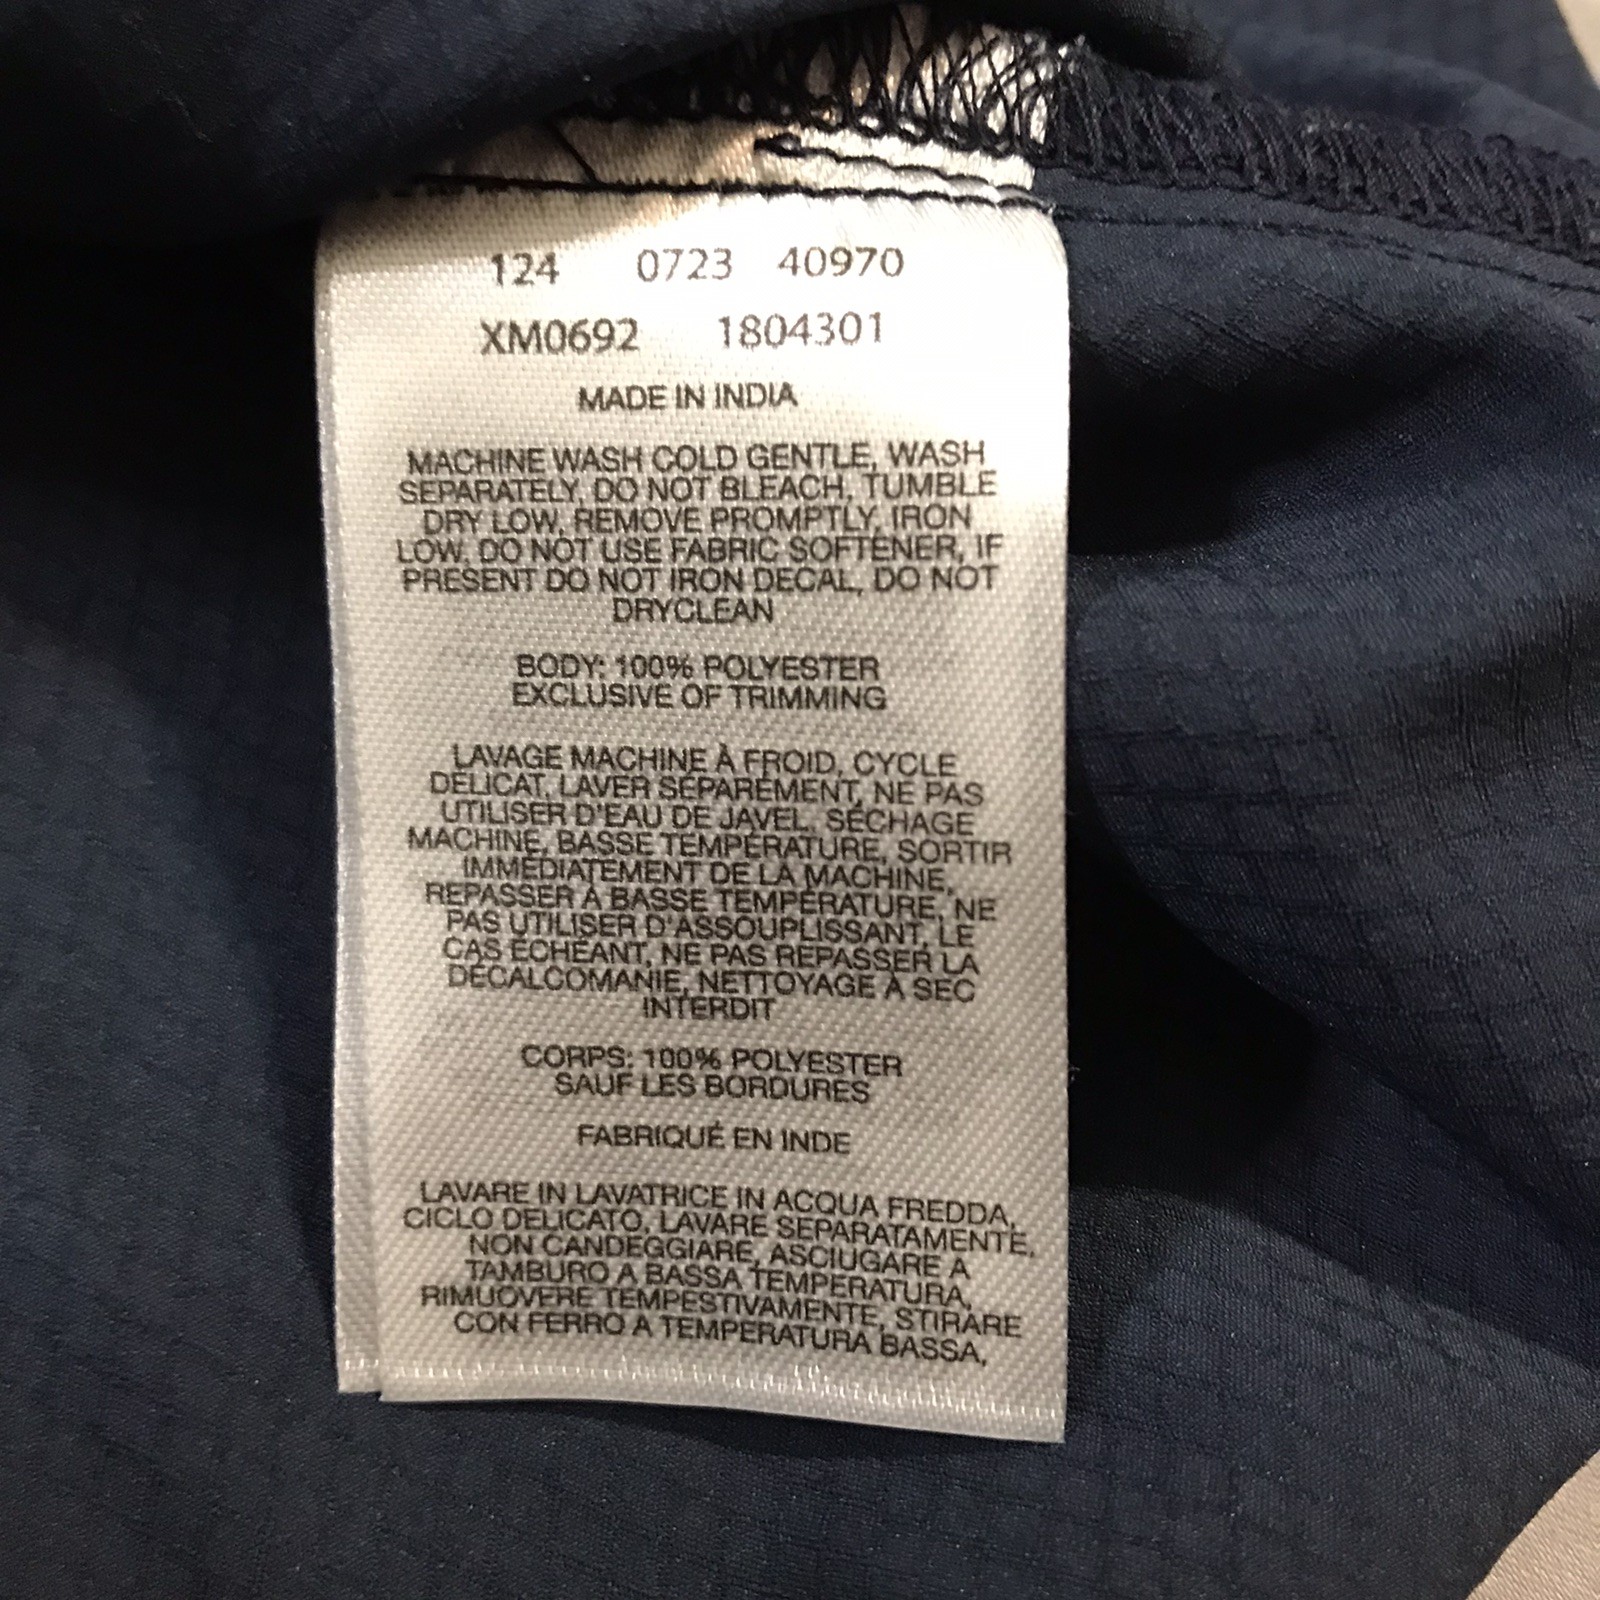 124 0723 40970
XM0692 1804301
MADE IN INDIA
MACHINE WASH COLD GENTLE, WASH
SEPARATELY, DO NOT BLEACH, TUMBLE
DRY LOW, REMOVE PROMPTLY, IRON
LOW, DO NOT USE FABRIC SOFTENER, IF
PRESENT DO NOT IRON DECAL, DO NOT
DRYCLEAN
BODY: 100% POLYESTER
EXCLUSIVE OF TRIMMING
LAVAGE MACHINE À FROID, CYCLE
DÉLICAT, LAVER SÉPARÉMENT, NE PAS
UTILISER D'EAU DE JAVEL, SÉCHAGE
MACHINE, BASSE TEMPÉRATURE, SORTIR
IMMÉDIATEMENT DE LA MACHINE,
REPASSER À BASSE TEMPÉRATURE, NE
PAS UTILISER D'ASSOUPLISSANT, LE
CAS ÉCHÉANT, NE PAS REPASSER LA
DÉCALCOMANIE, NETTOYAGE À SEC
INTERDIT
CORPS: 100% POLYESTER
SAUF LES BORDURES
FABRIQUÉ EN INDE
LAVARE IN LAVATRICE IN ACQUA FREDDA,
CICLO DELICATO, LAVARE SEPARATAMENTE,
NON CANDEGGIARE, ASCIUGARE A
TAMBURO A BASSA TEMPERATURA,
RIMUOVERE TEMPESTIVAMENTE, STIRARE
CON FERRO A TEMPERATURA BASSA,